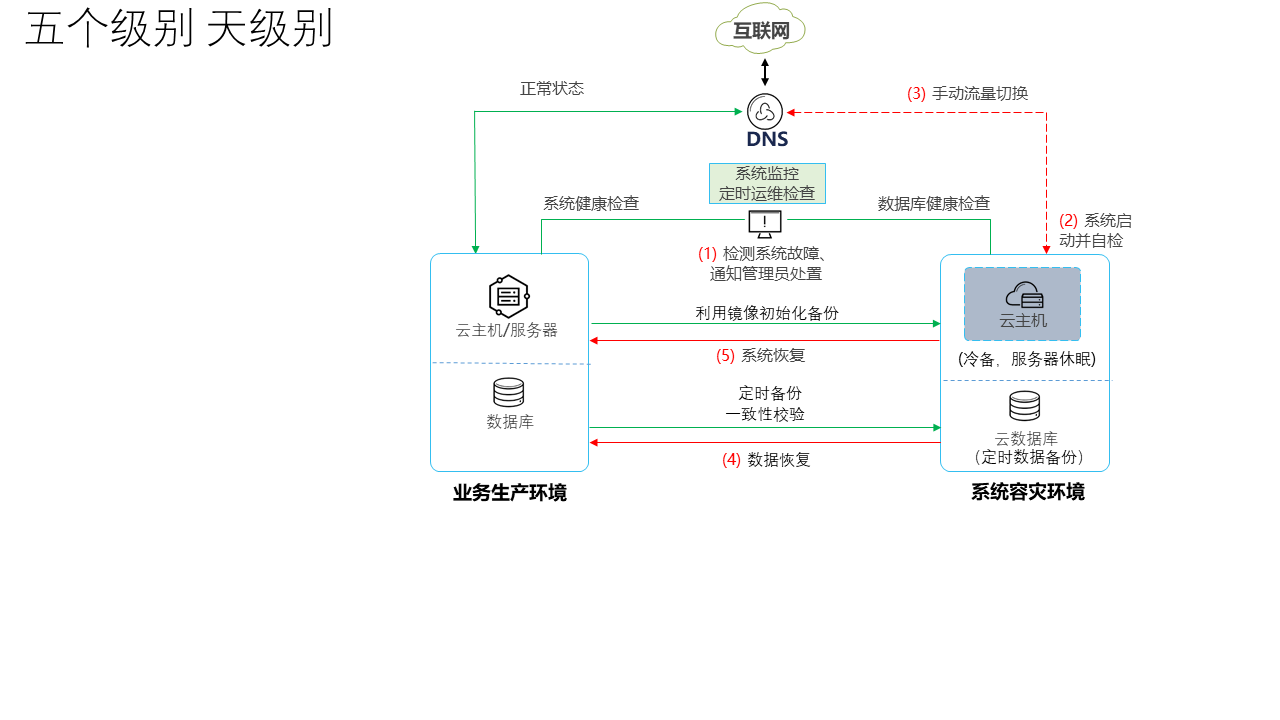 五个级别 天级别
互联网
正常状态
(3) 手动流量切换
DNS
系统监控
定时运维检查
系统健康检查
数据库健康检查
(2) 系统启
动并自检
(1) 检测系统故障、
通知管理员处置
云主机/服务器
利用镜像初始化备份
云主机
(5) 系统恢复
(冷备，服务器休眠)
定时备份
一致性校验
数据库
云数据库
（定时数据备份）
(4) 数据恢复
业务生产环境
系统容灾环境